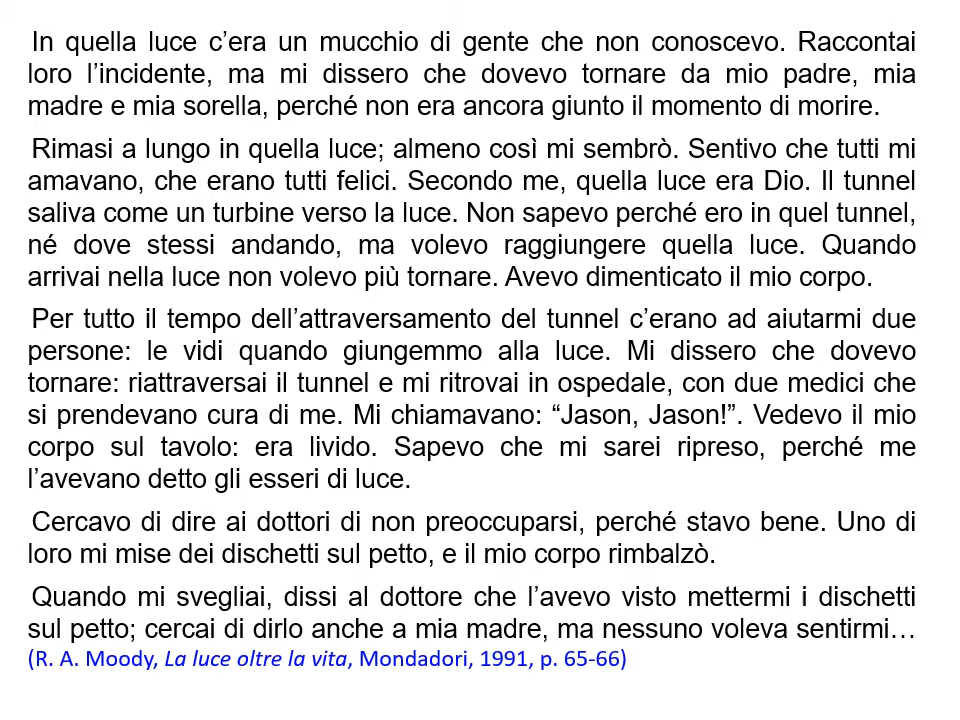 In quella luce c’era un mucchio di gente che non conoscevo. Raccontai
loro l’incidente, ma mi dissero che dovevo tornare da mio padre, mia
madre e mia sorella, perché non era ancora giunto il momento di morire.
Rimasi a lungo in quella luce; almeno così mi sembrò. Sentivo che tutti mi
amavano, che erano tutti felici. Secondo me, quella luce era Dio. Il tunnel
saliva come un turbine verso la luce. Non sapevo perché ero in quel tunnel,
né dove stessi andando, ma volevo raggiungere quella luce. Quando
arrivai nella luce non volevo più tornare. Avevo dimenticato il mio corpo.
Per tutto il tempo dell’attraversamento del tunnel c’erano ad aiutarmi due
persone: le vidi quando giungemmo alla luce. Mi dissero che dovevo
tornare: riattraversai il tunnel e mi ritrovai in ospedale, con due medici che
si prendevano cura di me. Mi chiamavano: “Jason, Jason!”. Vedevo il mio
corpo sul tavolo: era livido. Sapevo che mi sarei ripreso, perché me
l’avevano detto gli esseri di luce.
Cercavo di dire ai dottori di non preoccuparsi, perché stavo bene. Uno di
loro mi mise dei dischetti sul petto, e il mio corpo rimbalzò.
Quando mi svegliai, dissi al dottore che l’avevo visto mettermi i dischetti
sul petto; cercai di dirlo anche a mia madre, ma nessuno voleva sentirmi…
(R. A. Moody, La luce oltre la vita, Mondadori, 1991, p. 65-66)